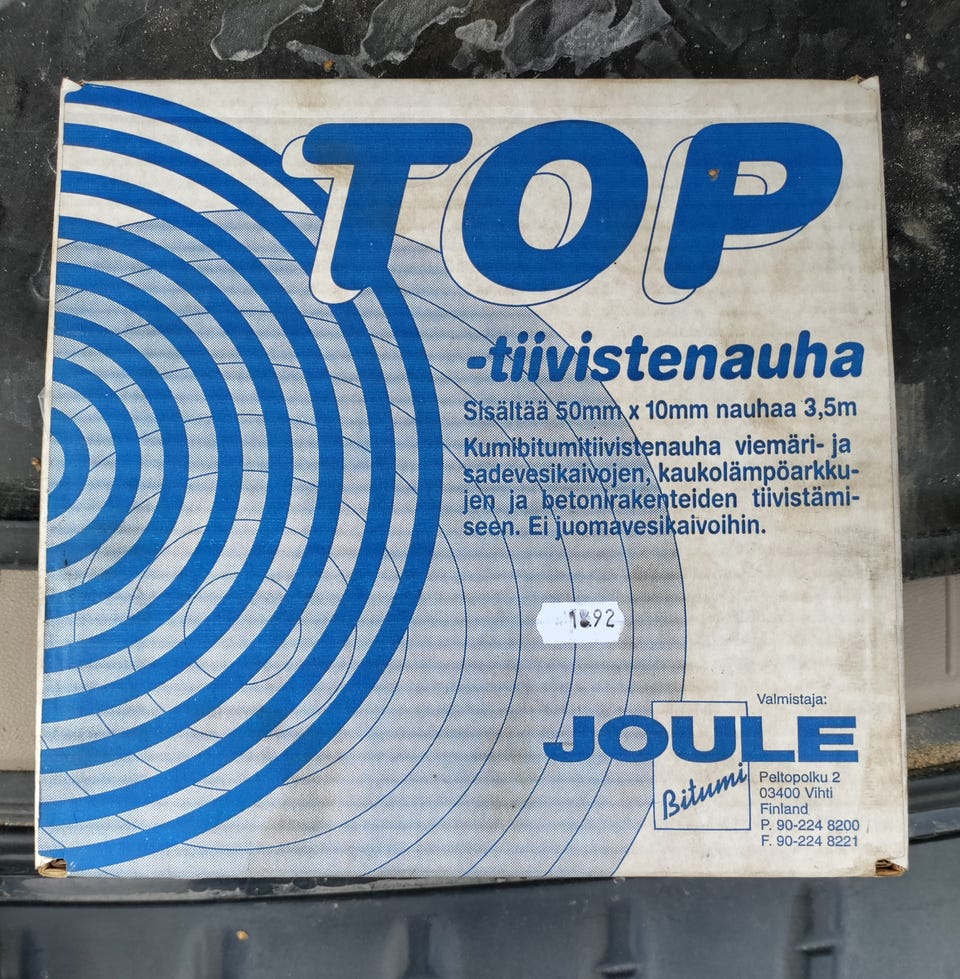 TOP
-tiivistenauha
Sisältää 50mm x 10mm nauhaa 3,5m
Kumibitumitiivistenauha viemäri- ja
sadevesikaivojen, kaukolämpöarkku-
jen ja betonirakenteiden tiivistämi-
seen. Ei juomavesikaivoihin.
Valmistaja:
JOULE
Bitumi
Peltopolku 2
03400 Vihti
Finland
P. 90-224 8200
F. 90-224 8221